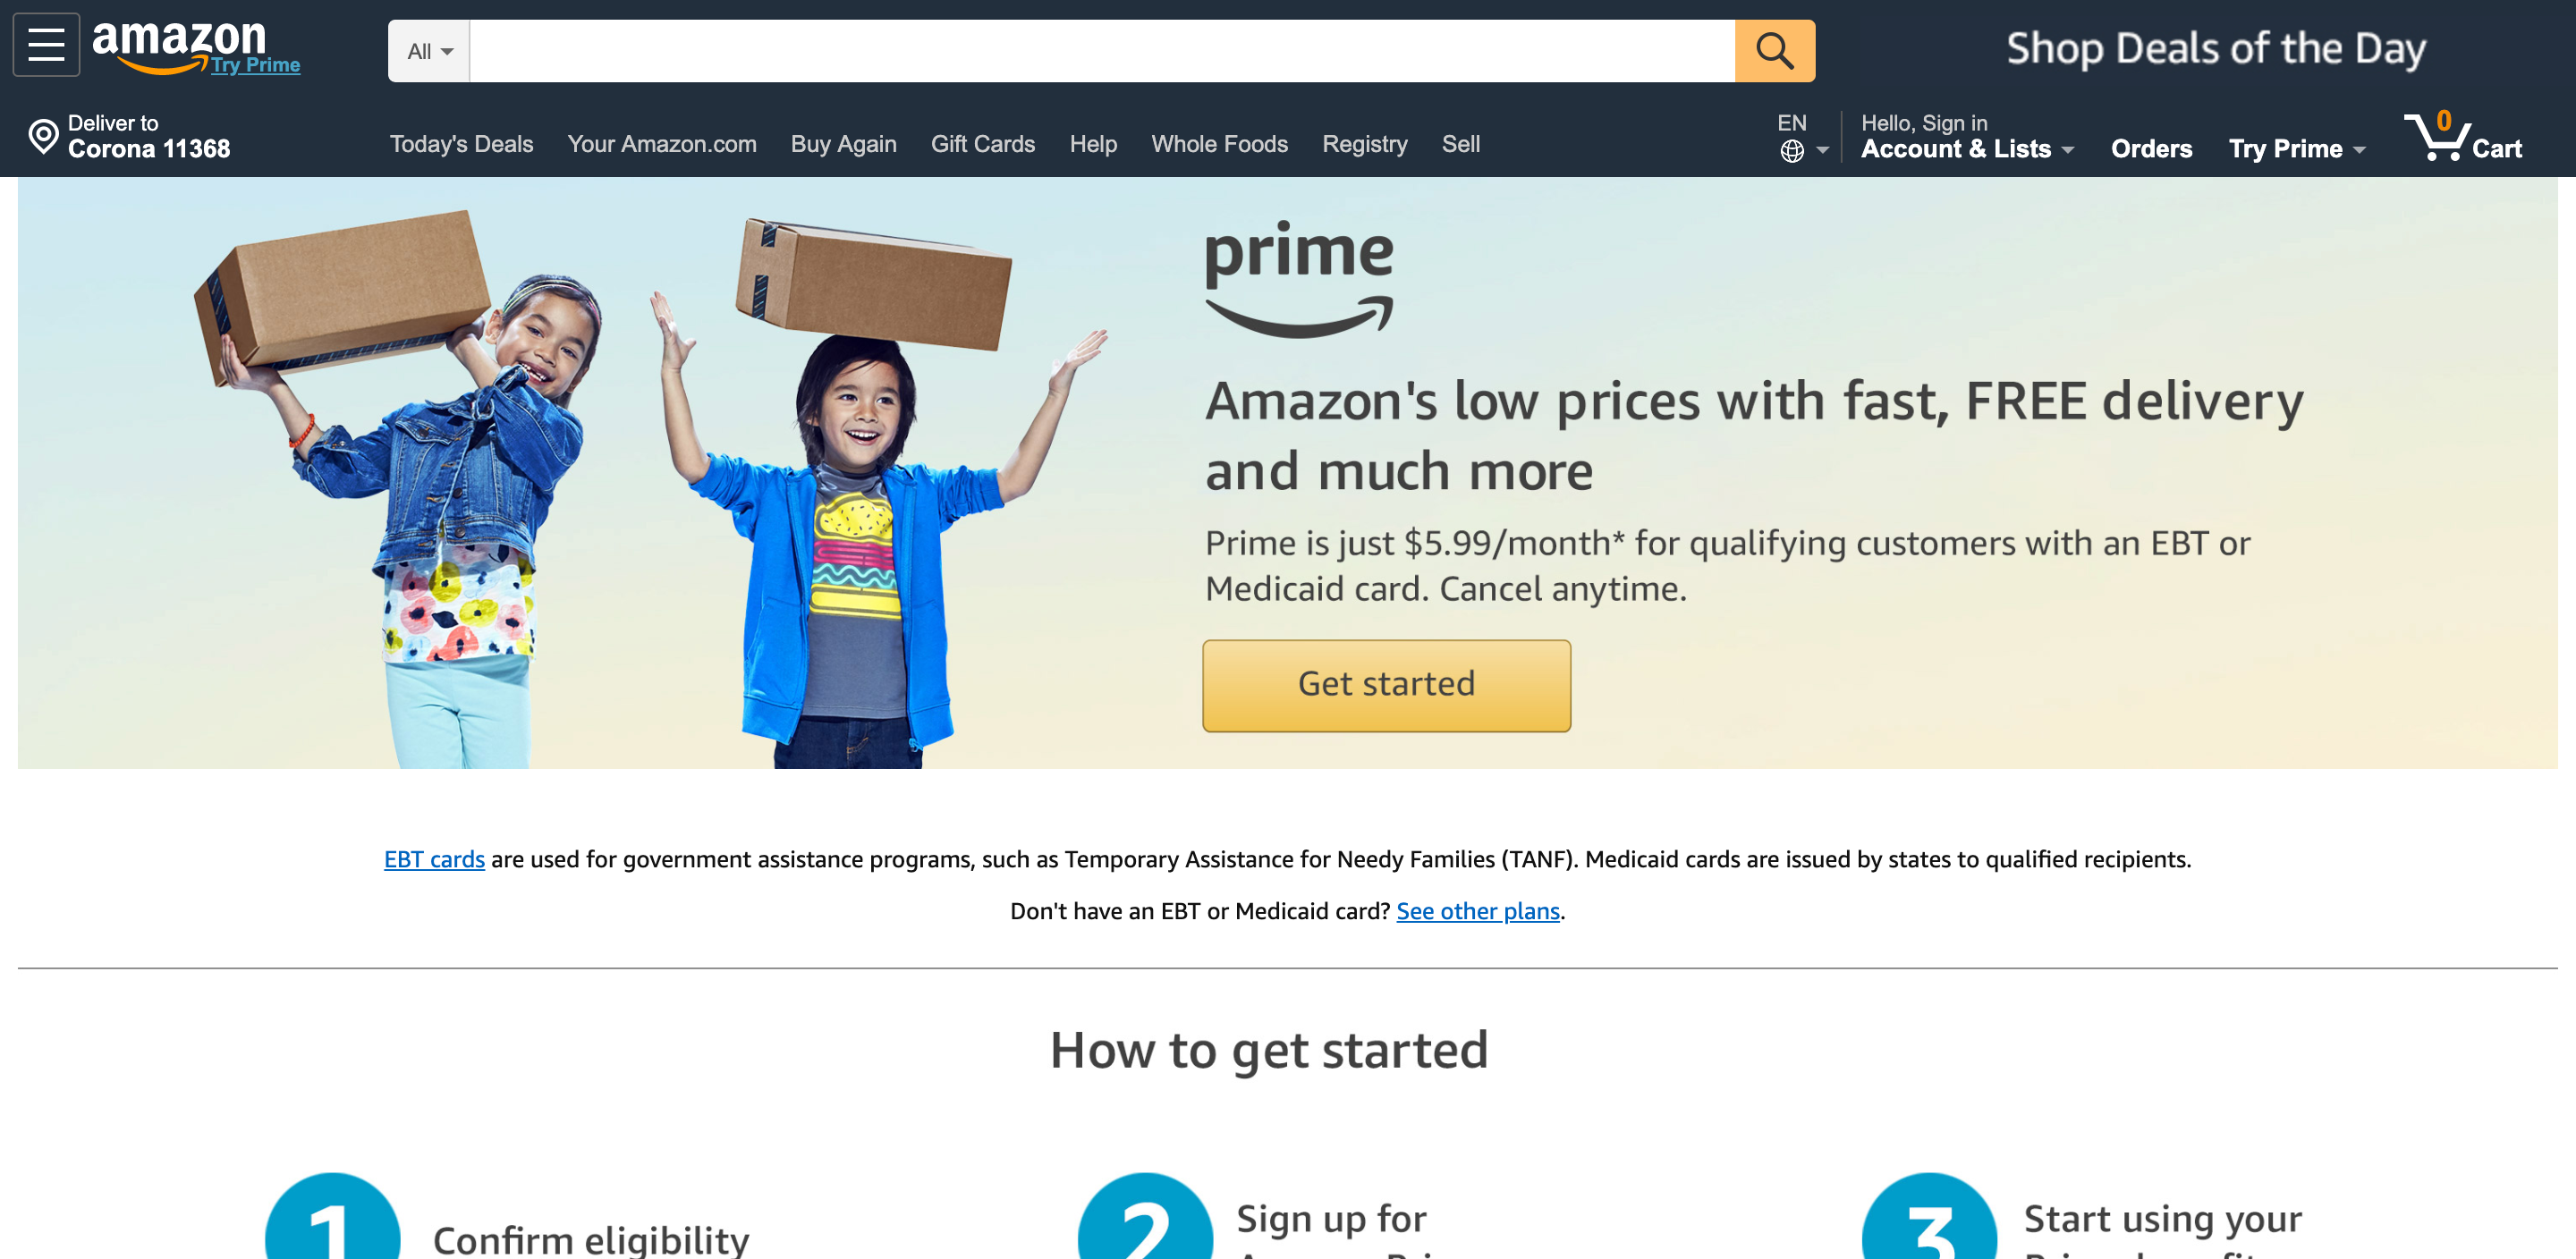 amazon
Try Prime
All
Shop Deals of the Day
Deliver to
Corona 11368
Today's Deals
Your Amazon.com
Buy Again
Gift Cards
Help
Whole Foods
Registry
Sell
EN
Hello, Sign in
Account & Lists
Orders
Try Prime
0
Cart
prime
Amazon's low prices with fast, FREE delivery
and much more
Prime is just $5.99/month* for qualifying customers with an EBT or
Medicaid card. Cancel anytime.
Get started
EBT cards are used for government assistance programs, such as Temporary Assistance for Needy Families (TANF). Medicaid cards are issued by states to qualified recipients.
Don't have an EBT or Medicaid card? See other plans.
How to get started
1
Confirm eligibility
2
Sign up for
3
Start using your